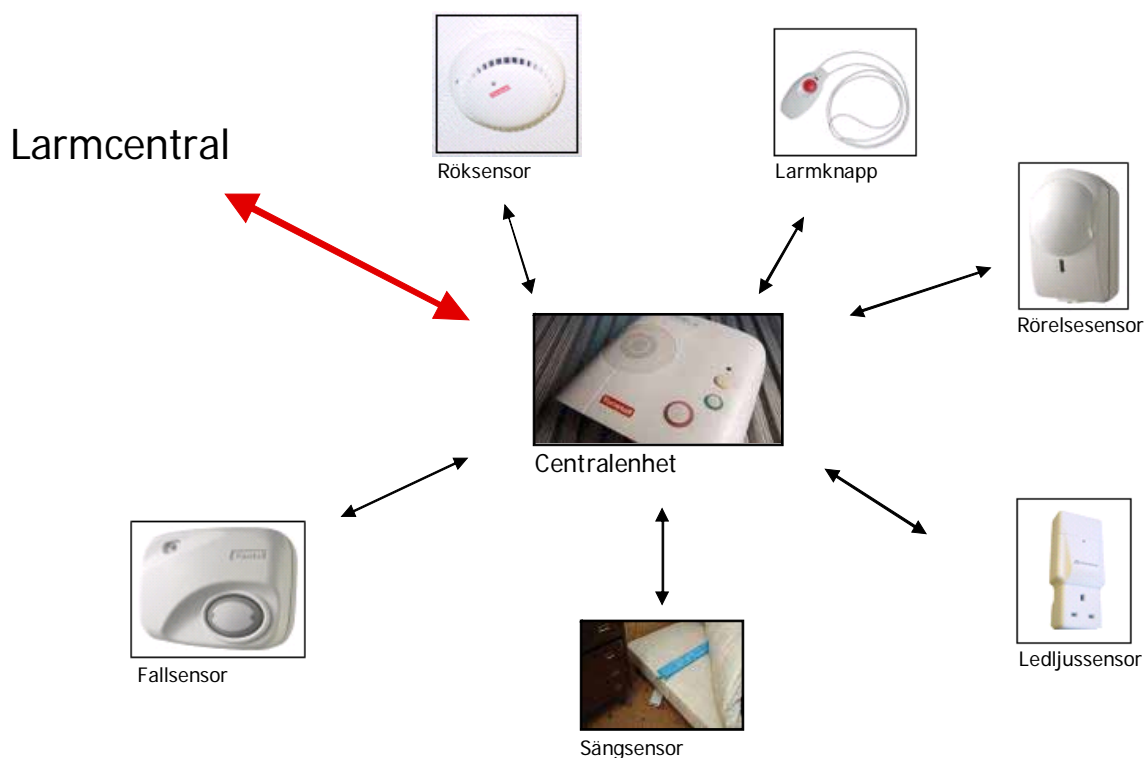 Larmcentral
Röksensor
Larmknapp
Rörelsesensor
Centralenhet
Fallsensor
Ledljussensor
Sängsensor